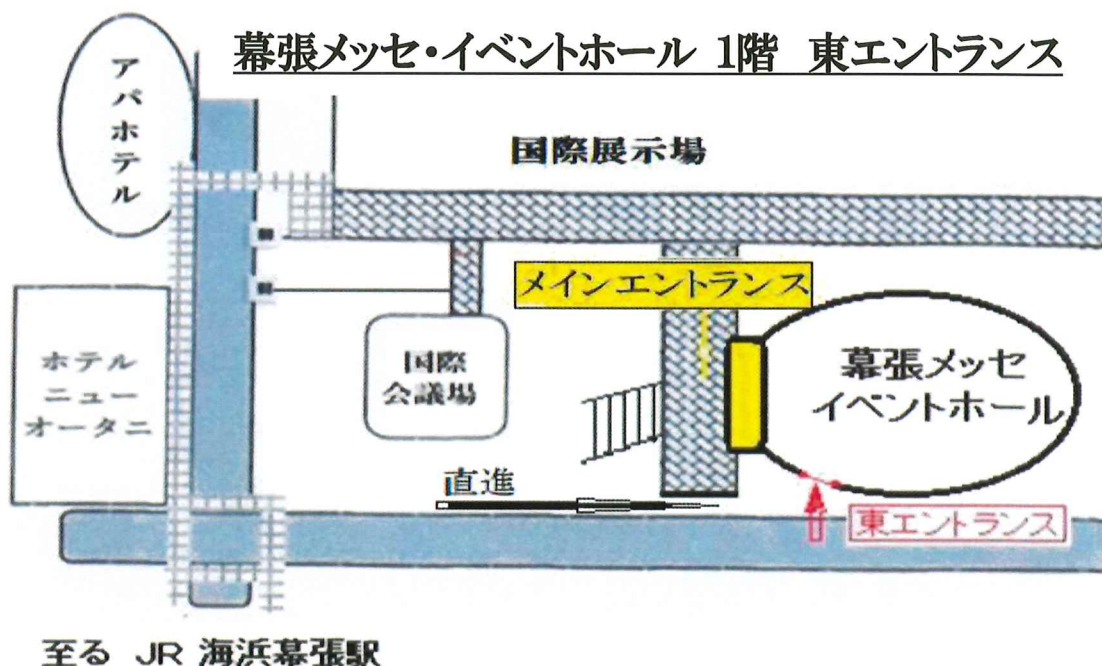 幕張メッセ・イベントホール 1階 東エントランス
アパホテル
国際展示場
メインエントランス
ホテル
ニュー
オータニ
国際
会議場
幕張メッセ
イベントホール
直進
東エントランス
至る JR 海浜幕張駅